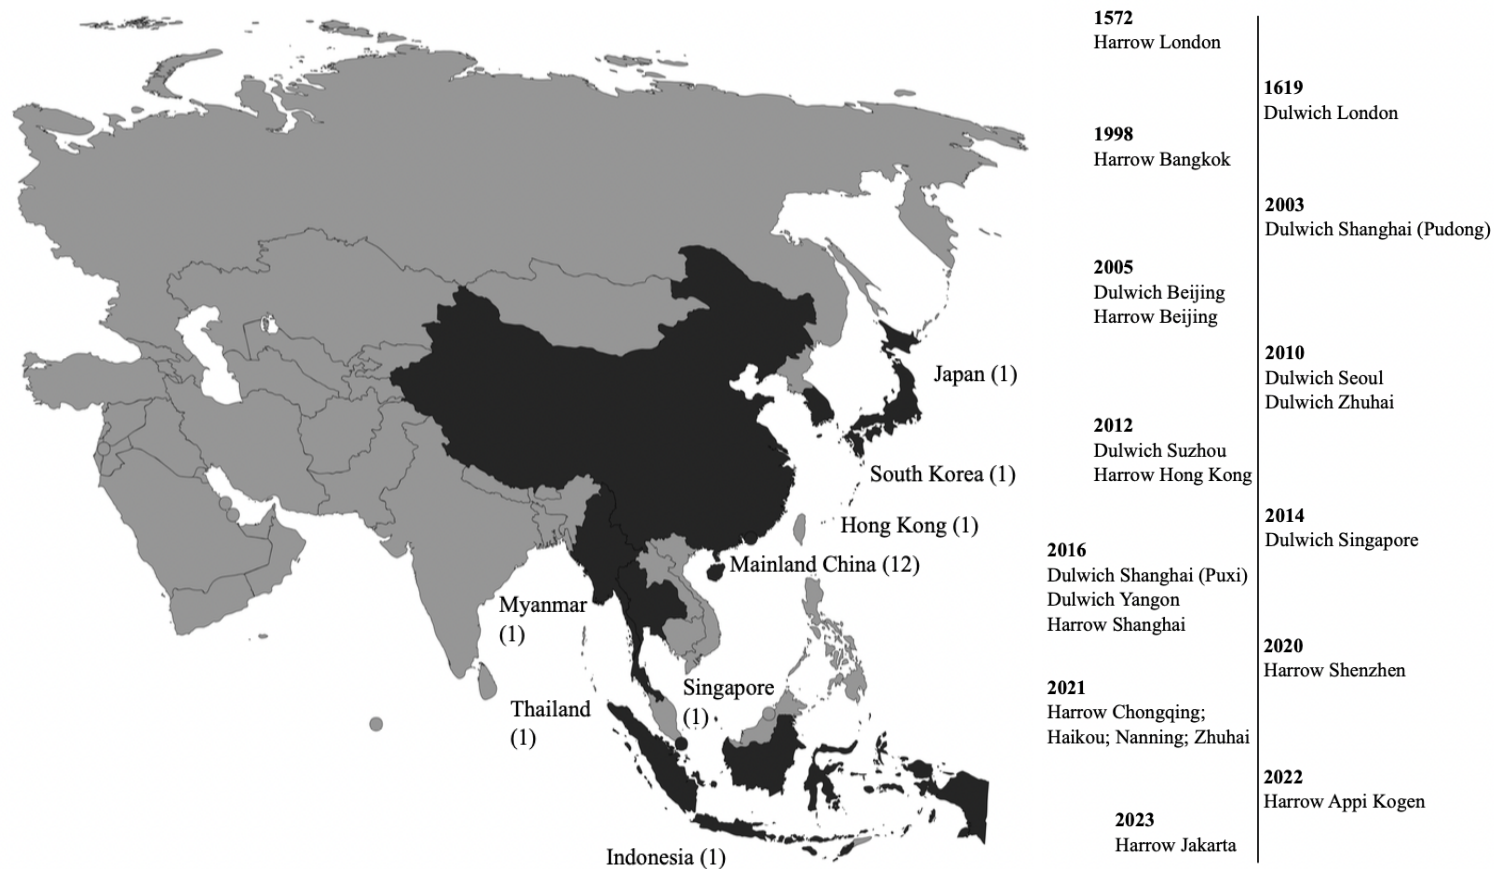 Japan (1)
South Korea (1)
Hong Kong (1)
Mainland China (12)
Myanmar
(1)
Singapore
(1)
Thailand
(1)
Indonesia (1)
1572
Harrow London
1619
Dulwich London
1998
Harrow Bangkok
2003
Dulwich Shanghai (Pudong)
2005
Dulwich Beijing
Harrow Beijing
2010
Dulwich Seoul
Dulwich Zhuhai
2012
Dulwich Suzhou
Harrow Hong Kong
2014
Dulwich Singapore
2016
Dulwich Shanghai (Puxi)
Dulwich Yangon
Harrow Shanghai
2020
Harrow Shenzhen
2021
Harrow Chongqing;
Haikou; Nanning; Zhuhai
2022
Harrow Appi Kogen
2023
Harrow Jakarta